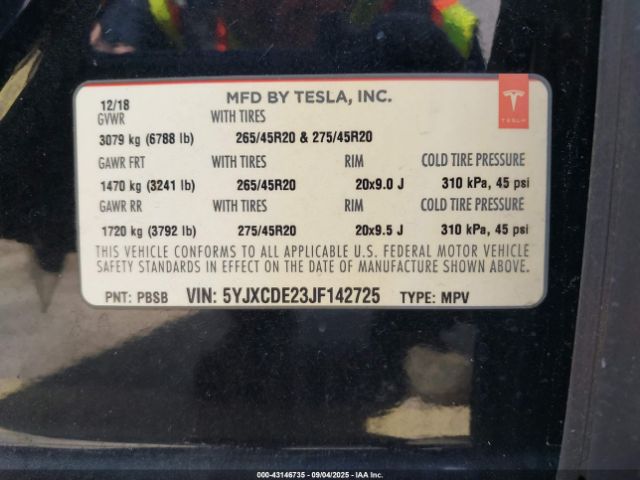 12/18 MFD BY TESLA, INC.
GVWR WITH TIRES
3079 kg (6788 lb) 265/45R20 & 275/45R20
TESLA
GAWR FRT WITH TIRES RIM COLD TIRE PRESSURE
1470 kg (3241 lb) 265/45R20 20x9.0 J 310 kPa, 45 psi
GAWR RR WITH TIRES RIM COLD TIRE PRESSURE
1720 kg (3792 lb) 275/45R20 20x9.5 J 310 kPa, 45 psi
THIS VEHICLE CONFORMS TO ALL APPLICABLE U.S. FEDERAL MOTOR VEHICLE
SAFETY STANDARDS IN EFFECT ON THE DATE OF MANUFACTURE SHOWN ABOVE.
PNT: PBSB VIN: 5YJXCDE23JF142725 TYPE: MPV
000-43146735 - 09/04/2025 - IAA Inc.